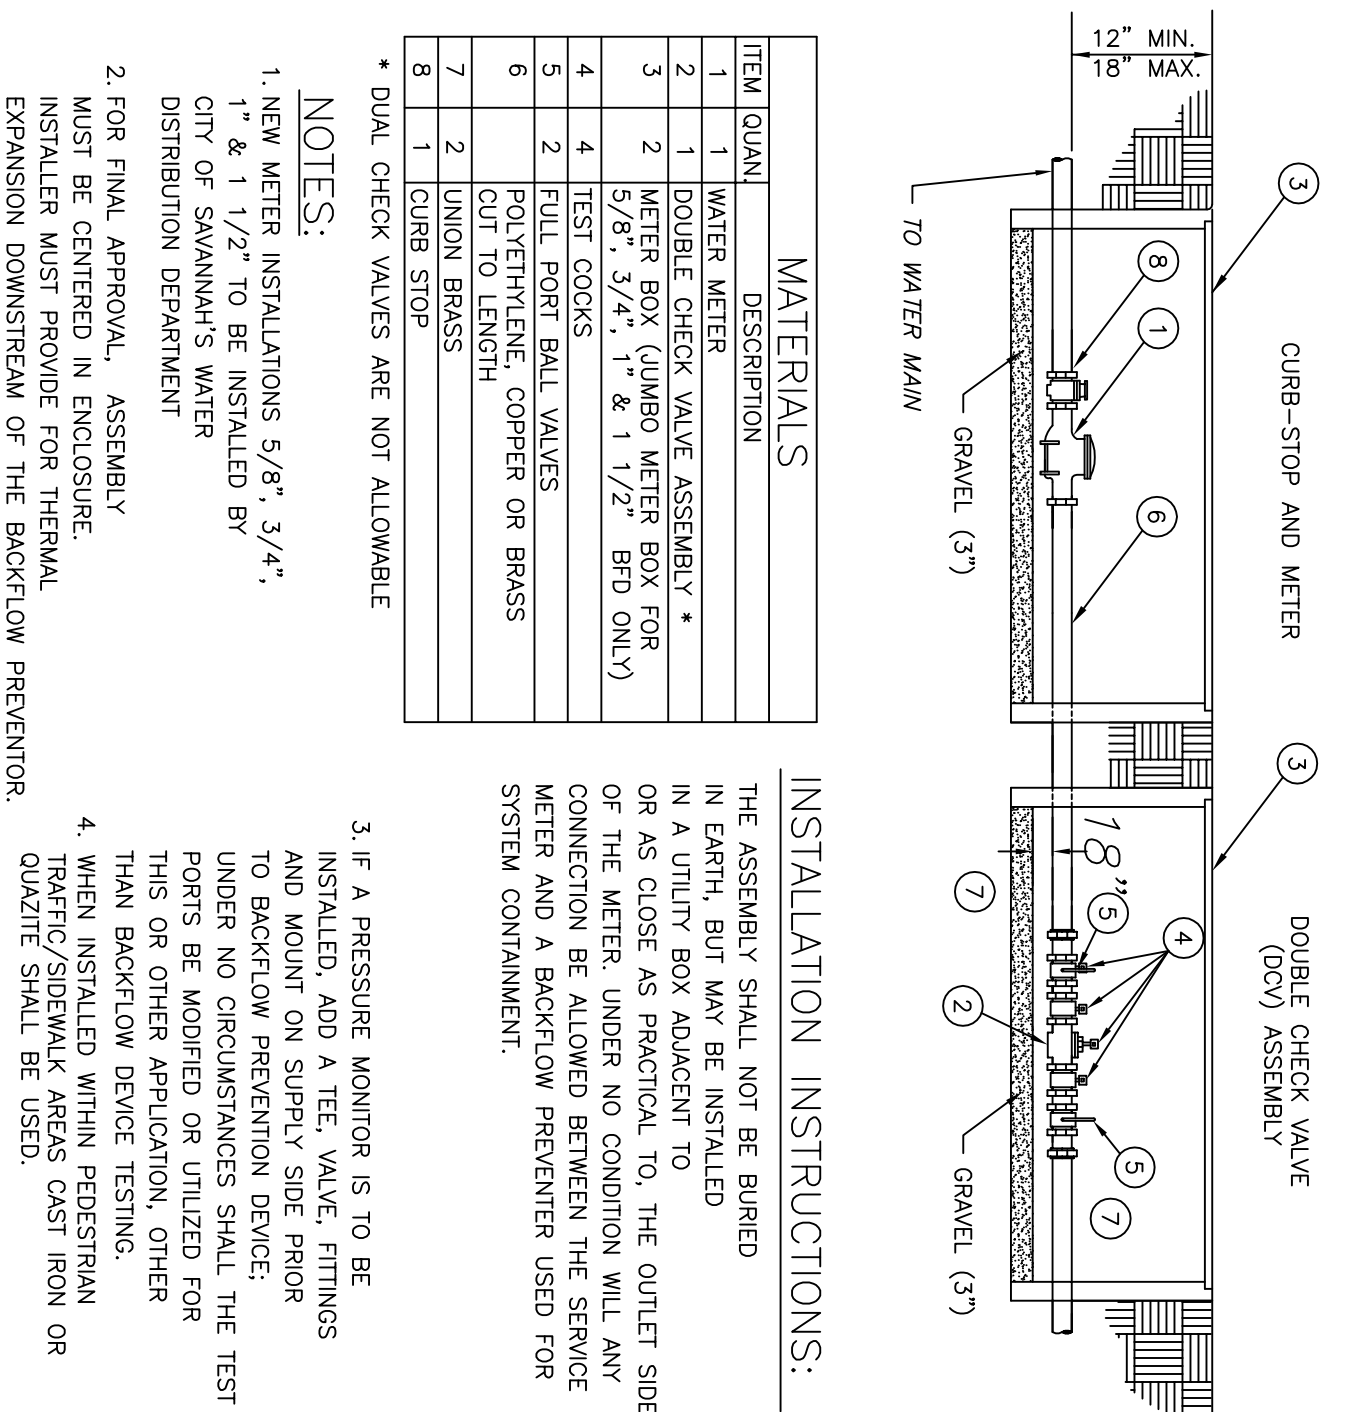 CURB-STOP AND METER
DOUBLE CHECK VALVE
(DCV) ASSEMBLY
3
3
12" MIN.
18" MAX.
8
1
6
18"
5
4
5
7
7
2
TO WATER MAIN
GRAVEL (3")
GRAVEL (3")
MATERIALS
ITEM QUAN. DESCRIPTION
1 1 WATER METER
2 1 DOUBLE CHECK VALVE ASSEMBLY *
3 2 METER BOX (JUMBO METER BOX FOR
5/8", 3/4", 1" & 1 1/2" BFD ONLY)
4 4 TEST COCKS
5 2 FULL PORT BALL VALVES
6 POLYETHYLENE, COPPER OR BRASS
CUT TO LENGTH
7 2 UNION BRASS
8 1 CURB STOP
* DUAL CHECK VALVES ARE NOT ALLOWABLE
INSTALLATION INSTRUCTIONS:
THE ASSEMBLY SHALL NOT BE BURIED
IN EARTH, BUT MAY BE INSTALLED
IN A UTILITY BOX ADJACENT TO
OR AS CLOSE AS PRACTICAL TO, THE OUTLET SIDE
OF THE METER. UNDER NO CONDITION WILL ANY
CONNECTION BE ALLOWED BETWEEN THE SERVICE
METER AND A BACKFLOW PREVENTER USED FOR
SYSTEM CONTAINMENT.
NOTES:
1. NEW METER INSTALLATIONS 5/8", 3/4",
1" & 1 1/2" TO BE INSTALLED BY
CITY OF SAVANNAH'S WATER
DISTRIBUTION DEPARTMENT
2. FOR FINAL APPROVAL, ASSEMBLY
MUST BE CENTERED IN ENCLOSURE.
INSTALLER MUST PROVIDE FOR THERMAL
EXPANSION DOWNSTREAM OF THE BACKFLOW PREVENTOR.
3. IF A PRESSURE MONITOR IS TO BE
INSTALLED, ADD A TEE, VALVE, FITTINGS
AND MOUNT ON SUPPLY SIDE PRIOR
TO BACKFLOW PREVENTION DEVICE;
UNDER NO CIRCUMSTANCES SHALL THE TEST
PORTS BE MODIFIED OR UTILIZED FOR
THIS OR OTHER APPLICATION, OTHER
THAN BACKFLOW DEVICE TESTING.
4. WHEN INSTALLED WITHIN PEDESTRIAN
TRAFFIC/SIDEWALK AREAS CAST IRON OR
QUAZITE SHALL BE USED.